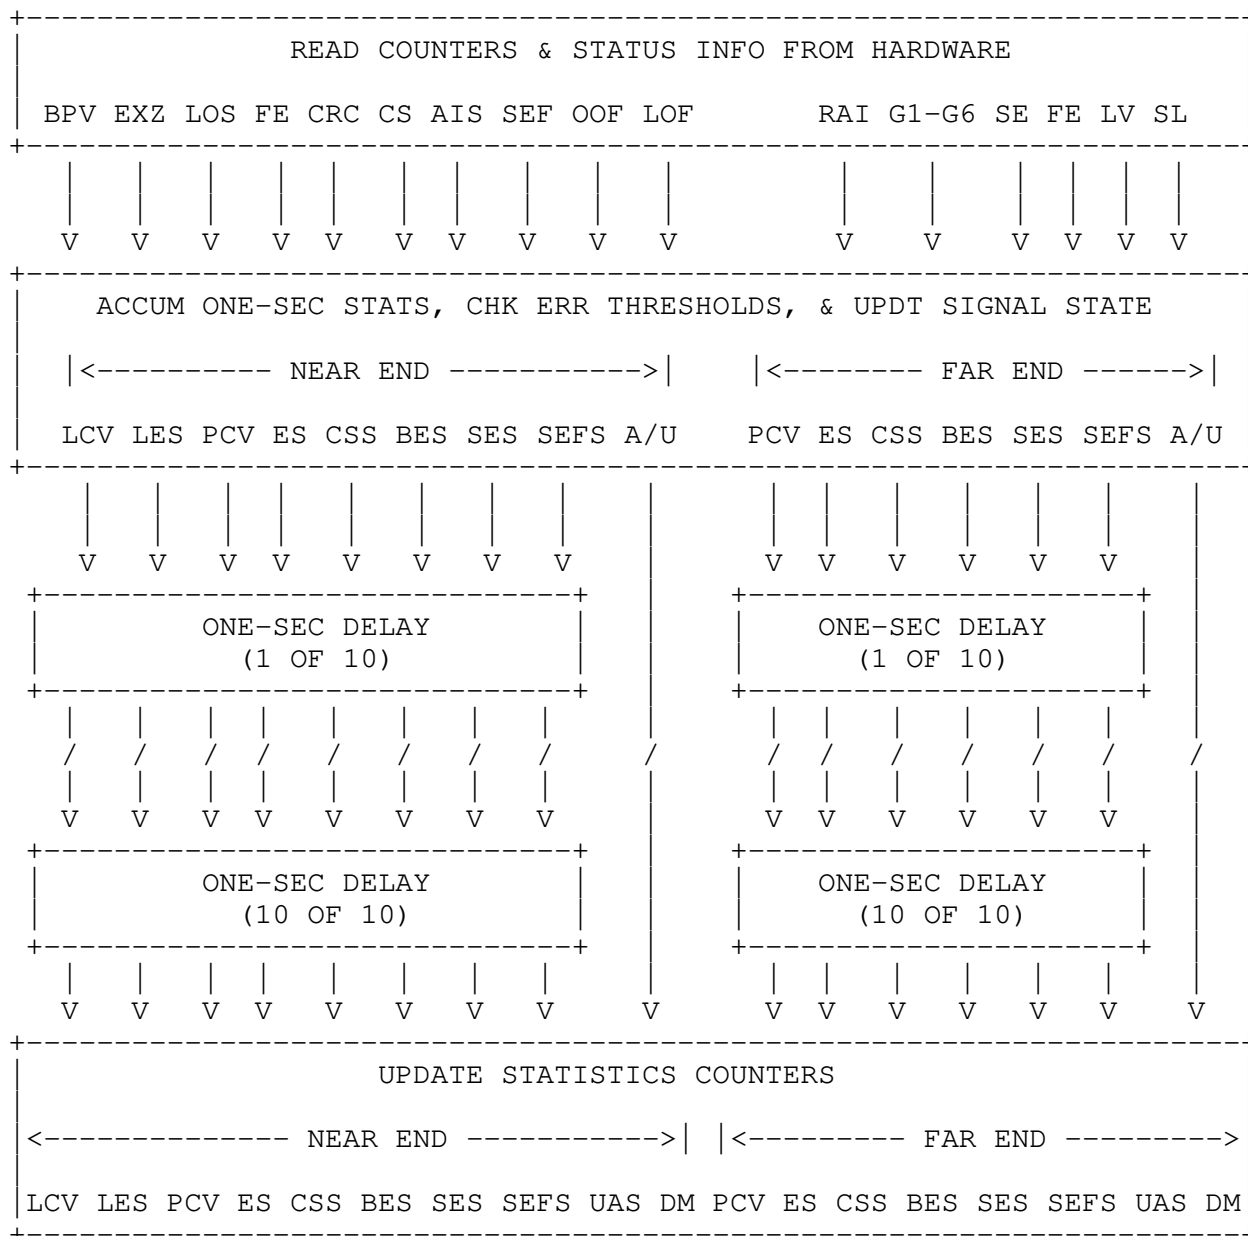 READ COUNTERS & STATUS INFO FROM HARDWARE
BPV EXZ LOS FE CRC CS AIS SEF OOF LOF RAI G1-G6 SE FE LV SL
V V V V V V V V V V V V V V V V
ACCUM ONE-SEC STATS, CHK ERR THRESHOLDS, & UPDT SIGNAL STATE
|<---------- NEAR END ----------->| |<-------- FAR END ------>|
LCV LES PCV ES CSS BES SES SEFS A/U PCV ES CSS BES SES SEFS A/U
V V V V V V V V V V V V V V
ONE-SEC DELAY ONE-SEC DELAY
(1 OF 10) (1 OF 10)
/ / / / / / / / / / / / / / / /
V V V V V V V V V V V V V V
ONE-SEC DELAY ONE-SEC DELAY
(10 OF 10) (10 OF 10)
V V V V V V V V V V V V V V V V
UPDATE STATISTICS COUNTERS
|<-------------- NEAR END ----------->| |<--------- FAR END --------->
LCV LES PCV ES CSS BES SES SEFS UAS DM PCV ES CSS BES SES SEFS UAS DM